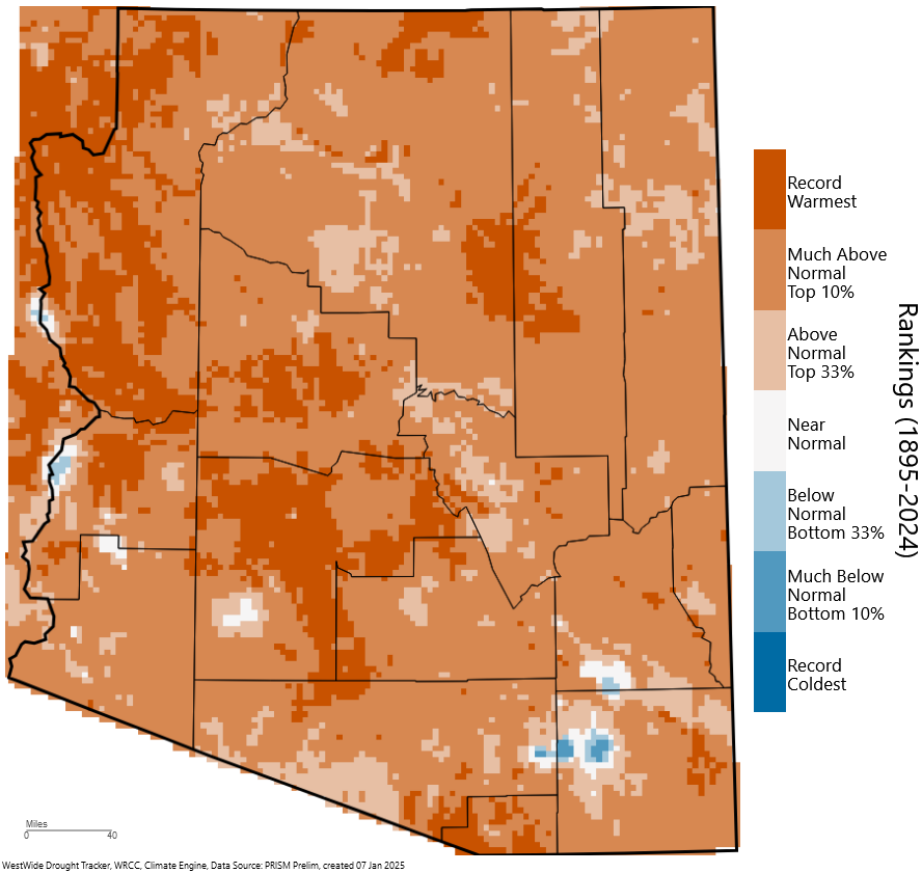 Record
Warmest
Much Above
Normal
Top 10%
Above
Normal
Top 33%
Near
Normal
Below
Normal
Bottom 33%
Much Below
Normal
Bottom 10%
Record
Coldest
Rankings (1895-2024)
Miles
0 40
WestWide Drought Tracker, WRCC, Climate Engine, Data Source: PRISM Prelim, created 07 Jan 2025